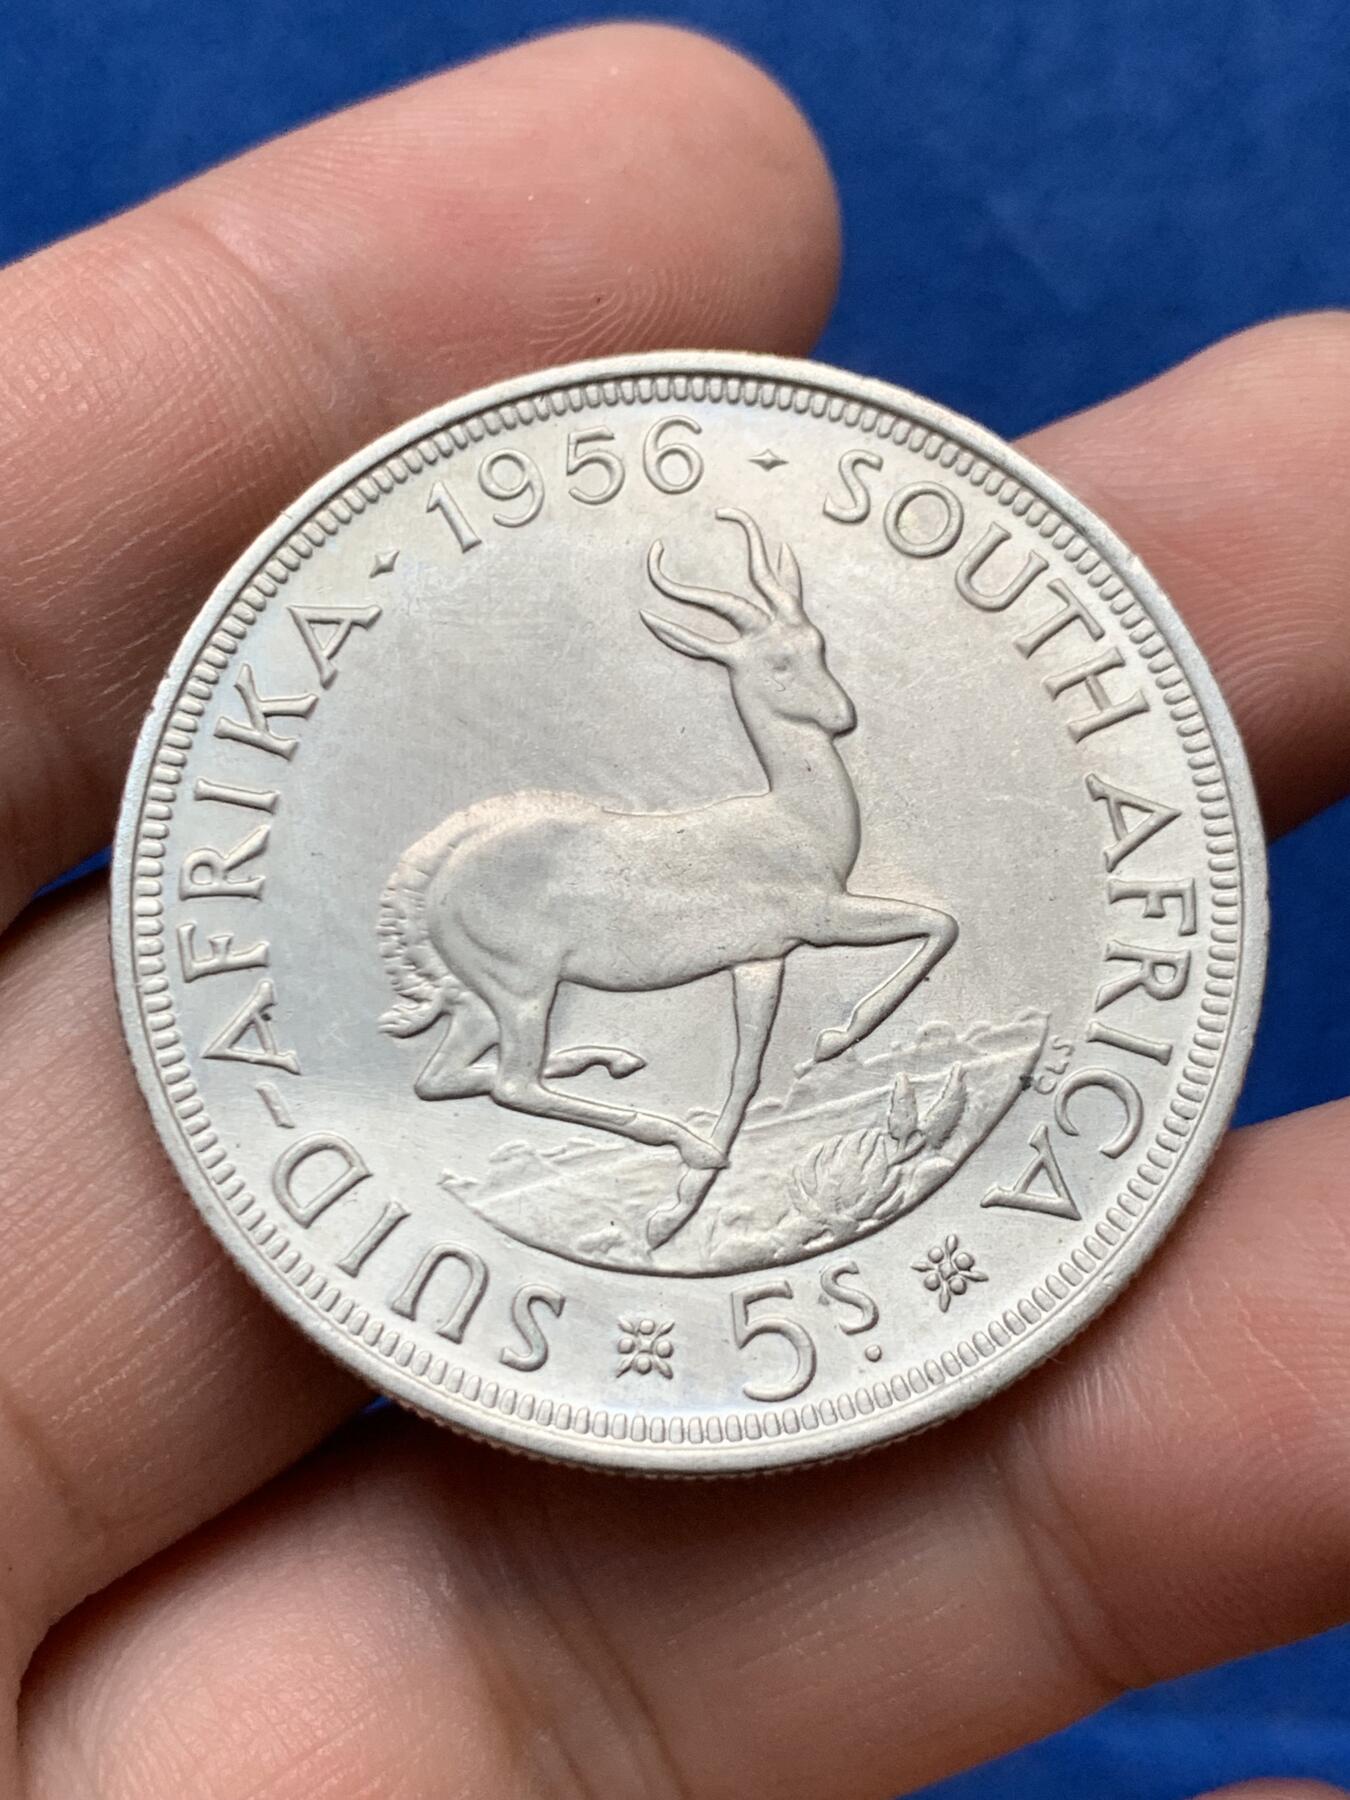 SUID-AFRIKA · 1956 · SOUTH AFRICA
5S.
CLS